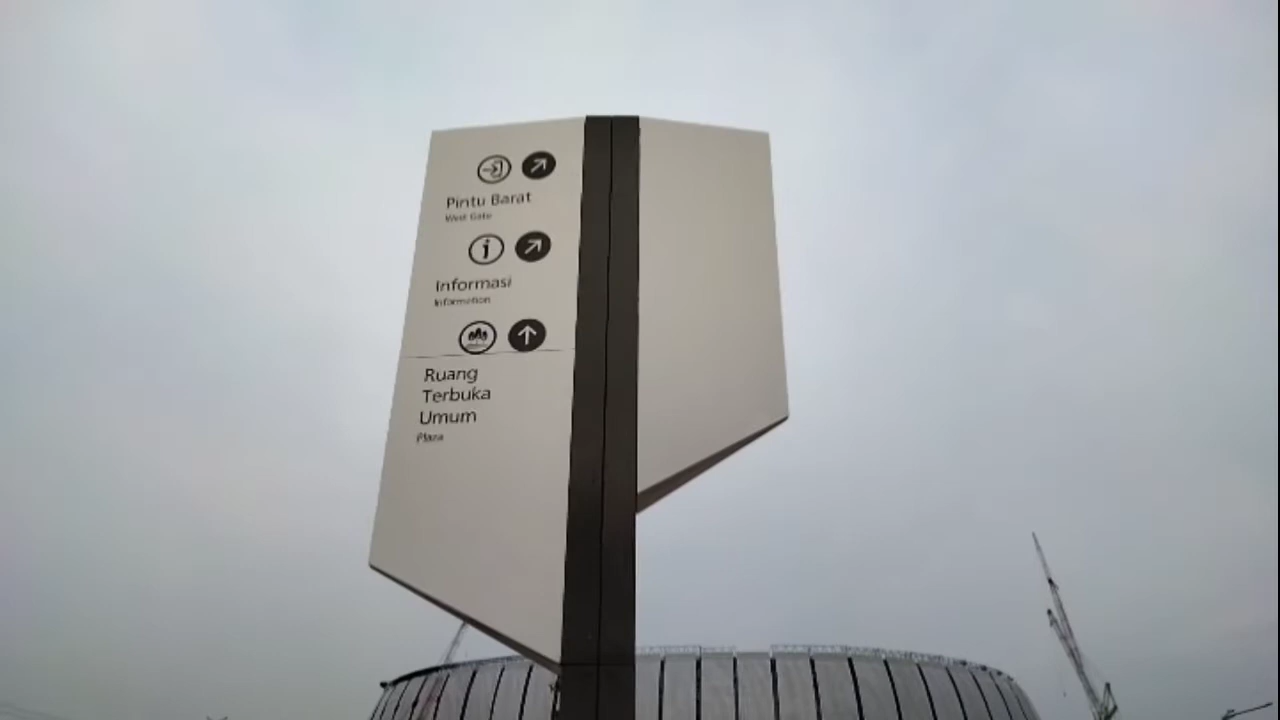 Pintu Barat
West Gate
Informasi
Information
Ruang
Terbuka
Umum
Plaza